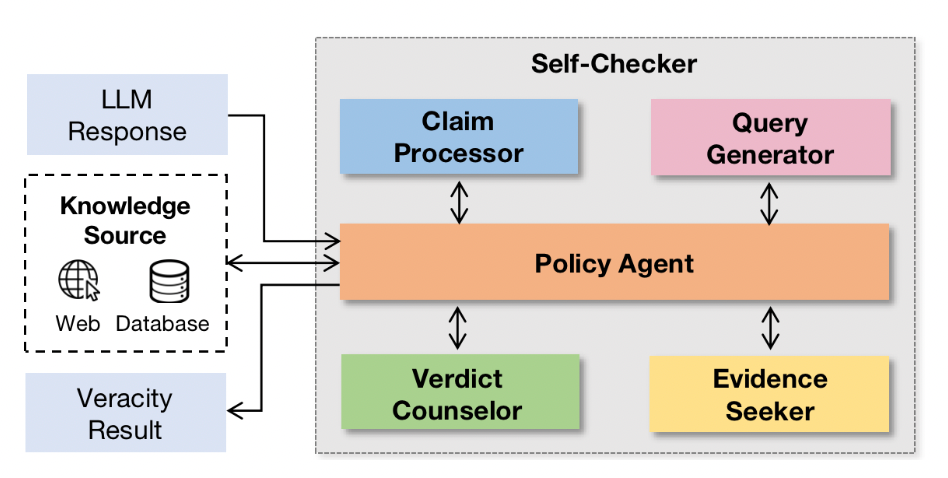 LLM
Response
Knowledge
Source
Web Database
Veracity
Result
Self-Checker
Claim
Processor
Query
Generator
Policy Agent
Verdict
Counselor
Evidence
Seeker